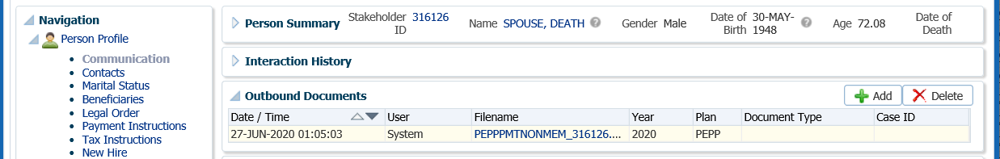 Navigation
Person Profile
Communication
Contacts
Marital Status
Beneficiaries
Legal Order
Payment Instructions
Tax Instructions
New Hire
Person Summary Stakeholder ID 316126 Name SPOUSE, DEATH Gender Male Date of Birth 30-MAY-1948 Age 72.08 Date of Death
Interaction History
Outbound Documents Add Delete
Date / Time User Filename Year Plan Document Type Case ID
27-JUN-2020 01:05:03 System PEPPPMTNONMEM_316126.... 2020 PEPP